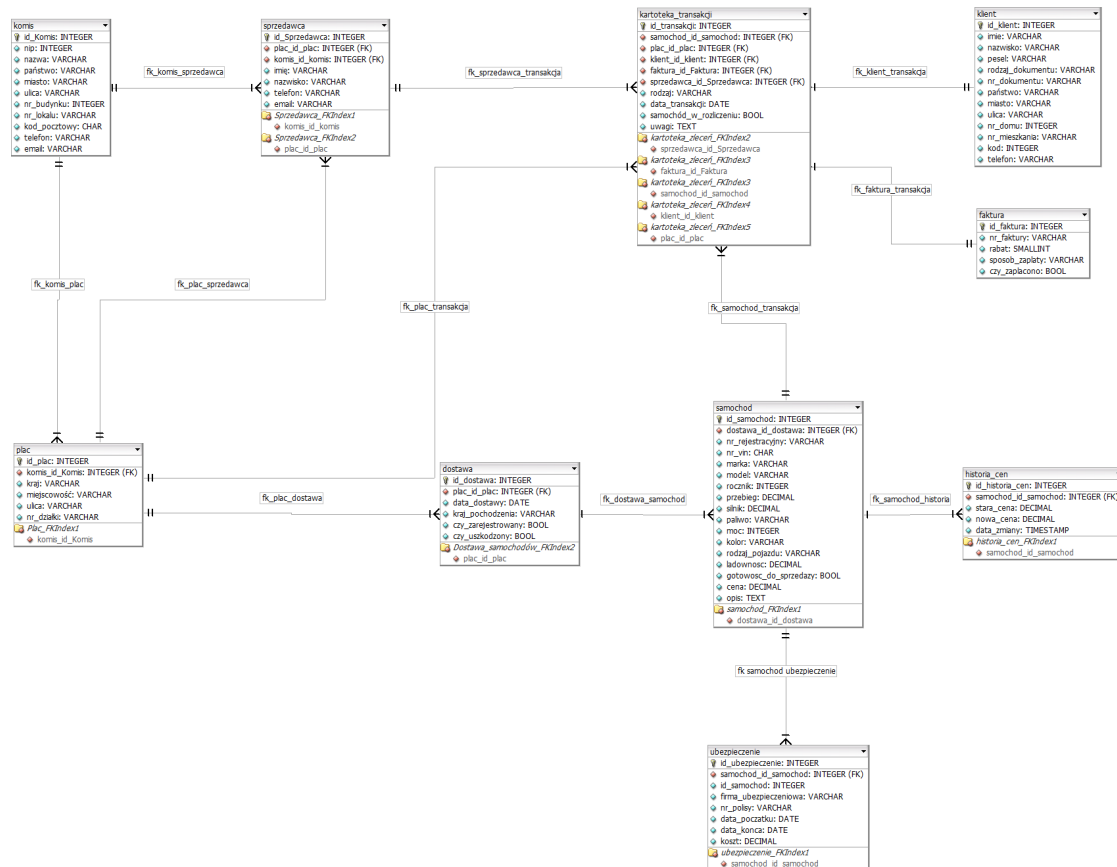 komis
id_Komis: INTEGER
nip: INTEGER
nazwa: VARCHAR
państwo: VARCHAR
miasto: VARCHAR
ulica: VARCHAR
nr_budynku: INTEGER
nr_lokalu: VARCHAR
kod_pocztowy: CHAR
telefon: VARCHAR
email: VARCHAR
fk_komis_sprzedawca
sprzedawca
id_Sprzedawca: INTEGER
plac_id_plac: INTEGER (FK)
komis_id_komis: INTEGER (FK)
imię: VARCHAR
nazwisko: VARCHAR
telefon: VARCHAR
email: VARCHAR
Sprzedawca_FKIndex1
komis_id_komis
Sprzedawca_FKIndex2
plac_id_plac
fk_sprzedawca_transakcja
kartoteka_transakcji
id_transakcji: INTEGER
samochod_id_samochod: INTEGER (FK)
plac_id_plac: INTEGER (FK)
klient_id_klient: INTEGER (FK)
faktura_id_Faktura: INTEGER (FK)
sprzedawca_id_Sprzedawca: INTEGER (FK)
rodzaj: VARCHAR
data_transakcji: DATE
samochód_w_rozliczeniu: BOOL
uwagi: TEXT
kartoteka_zleceń_FKIndex2
sprzedawca_id_Sprzedawca
kartoteka_zleceń_FKIndex3
faktura_id_Faktura
kartoteka_zleceń_FKIndex3
samochod_id_samochod
kartoteka_zleceń_FKIndex4
klient_id_klient
kartoteka_zleceń_FKIndex5
plac_id_plac
fk_klient_transakcja
klient
id_klient: INTEGER
imie: VARCHAR
nazwisko: VARCHAR
pesel: VARCHAR
rodzaj_dokumentu: VARCHAR
nr_dokumentu: VARCHAR
państwo: VARCHAR
miasto: VARCHAR
ulica: VARCHAR
nr_domu: INTEGER
nr_mieszkania: VARCHAR
kod: INTEGER
telefon: VARCHAR
fk_faktura_transakcja
faktura
id_faktura: INTEGER
nr_faktury: VARCHAR
rabat: SMALLINT
sposob_zaplaty: VARCHAR
czy_zaplacono: BOOL
fk_komis_plac
fk_plac_sprzedawca
fk_plac_transakcja
fk_samochod_transakcja
plac
id_plac: INTEGER
komis_id_Komis: INTEGER (FK)
kraj: VARCHAR
miejscowość: VARCHAR
ulica: VARCHAR
nr_działki: VARCHAR
Plac_FKIndex1
komis_id_Komis
fk_plac_dostawa
dostawa
id_dostawa: INTEGER
plac_id_plac: INTEGER (FK)
data_dostawy: DATE
kraj_pochodzenia: VARCHAR
czy_zarejestrowany: BOOL
czy_uszkodzony: BOOL
Dostawa_samochodów_FKIndex2
plac_id_plac
fk_dostawa_samochod
samochod
id_samochod: INTEGER
dostawa_id_dostawa: INTEGER (FK)
nr_rejestracyjny: VARCHAR
nr_vin: CHAR
marka: VARCHAR
model: VARCHAR
rocznik: INTEGER
przebieg: DECIMAL
silnik: DECIMAL
paliwo: VARCHAR
moc: INTEGER
kolor: VARCHAR
rodzaj_pojazdu: VARCHAR
ladownosc: DECIMAL
gotowosc_do_sprzedazy: BOOL
cena: DECIMAL
opis: TEXT
samochod_FKIndex1
dostawa_id_dostawa
fk_samochod_historia
historia_cen
id_historia_cen: INTEGER
samochod_id_samochod: INTEGER (FK)
stara_cena: DECIMAL
nowa_cena: DECIMAL
data_zmiany: TIMESTAMP
historia_cen_FKIndex1
samochod_id_samochod
fk samochod ubezpieczenie
ubezpieczenie
id_ubezpieczenie: INTEGER
samochod_id_samochod: INTEGER (FK)
id_samochod: INTEGER
firma_ubezpieczeniowa: VARCHAR
nr_polisy: VARCHAR
data_poczatku: DATE
data_konca: DATE
koszt: DECIMAL
ubezpieczenie_FKIndex1
samochod_id_samochod